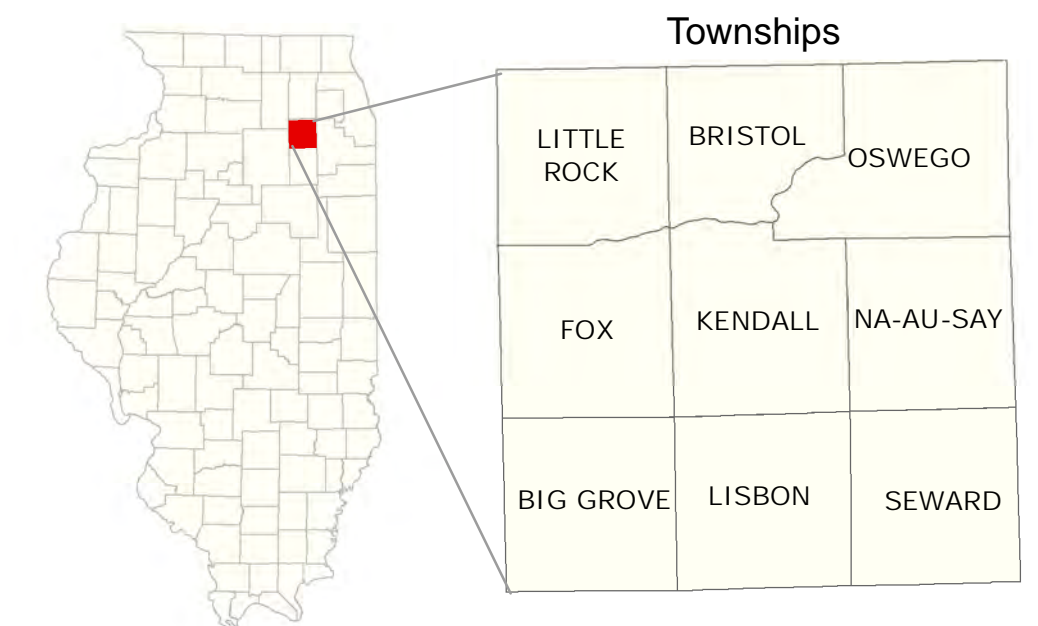 Townships
LITTLE
ROCK
BRISTOL
OSWEGO
FOX
KENDALL
NA-AU-SAY
BIG GROVE
LISBON
SEWARD